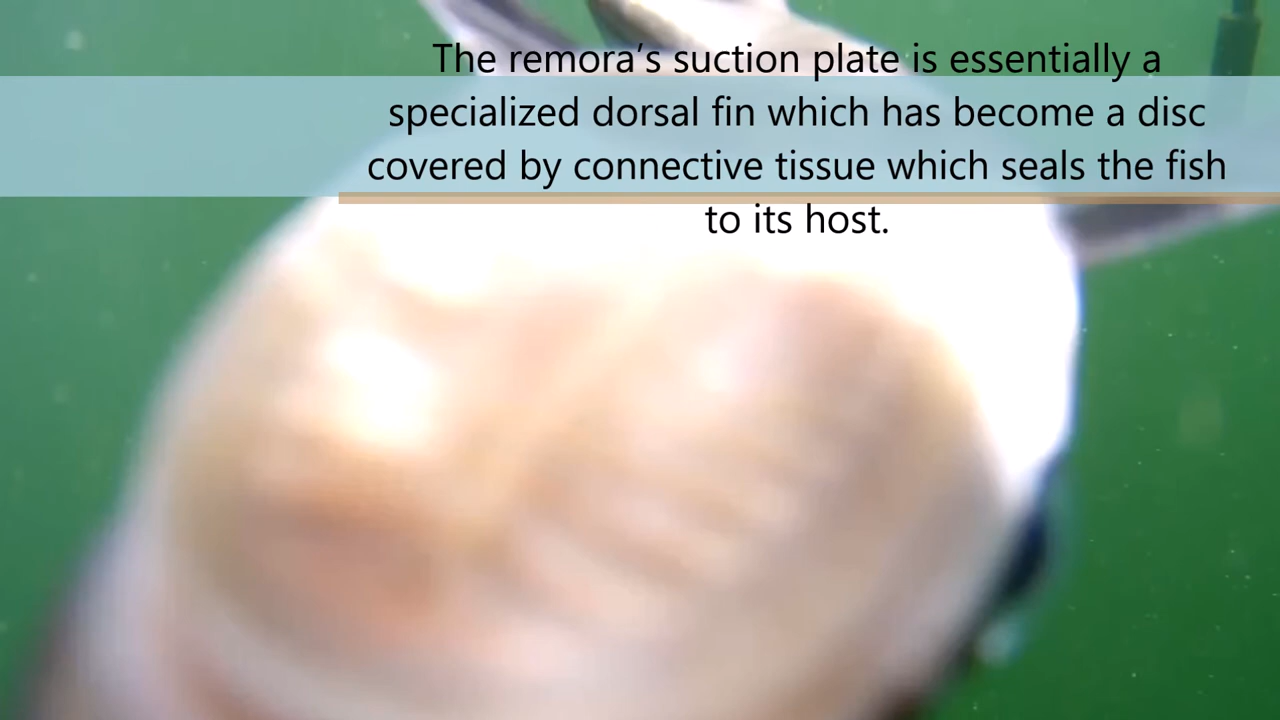 The remora’s suction plate is essentially a
specialized dorsal fin which has become a disc
covered by connective tissue which seals the fish
to its host.